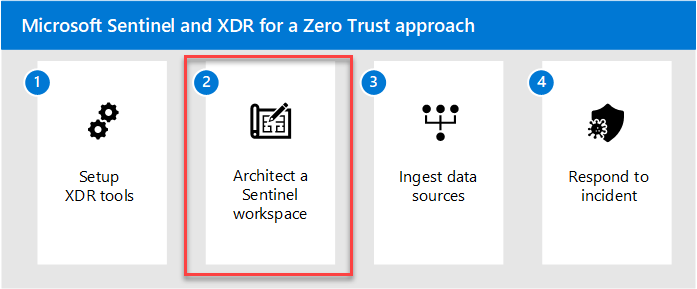 Microsoft Sentinel and XDR for a Zero Trust approach
1
Setup
XDR tools
2
Architect a
Sentinel
workspace
3
Ingest data
sources
4
Respond to
incident